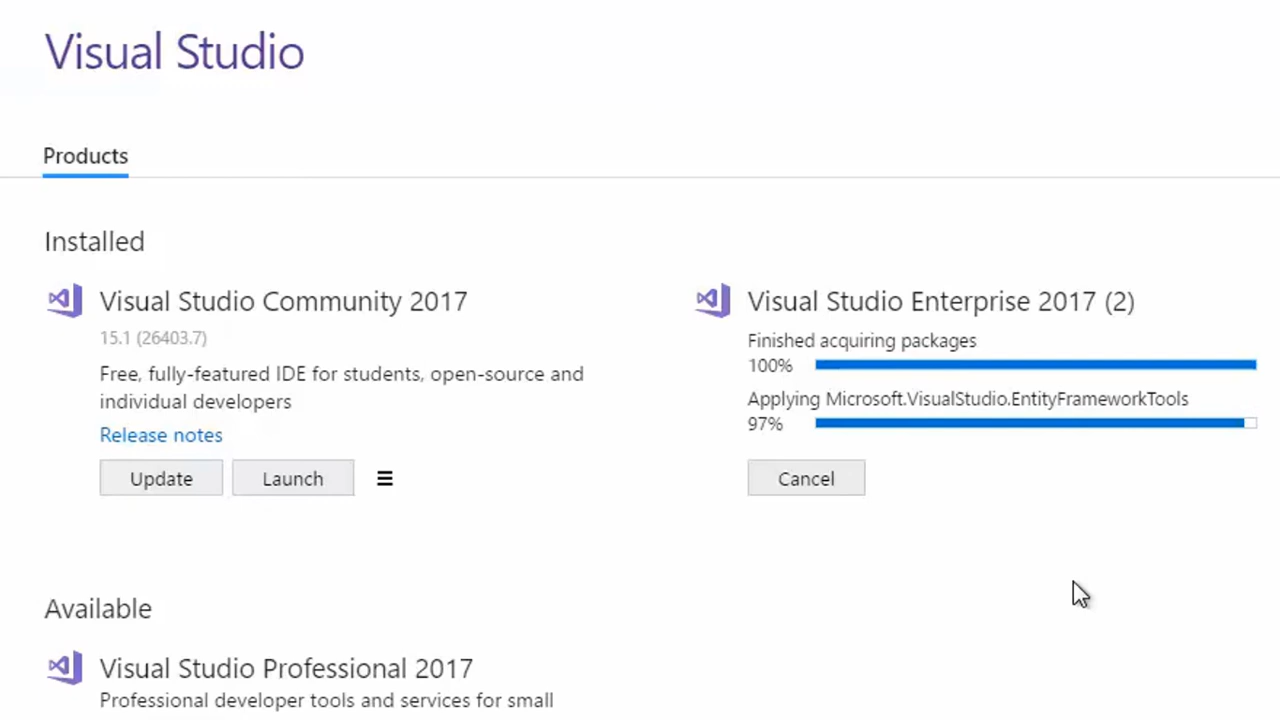 Visual Studio
Products
Installed
Visual Studio Community 2017
15.1 (26403.7)
Free, fully-featured IDE for students, open-source and
individual developers
Release notes
Update
Launch
Visual Studio Enterprise 2017 (2)
Finished acquiring packages
100%
Applying Microsoft.VisualStudio.EntityFrameworkTools
97%
Cancel
Available
Visual Studio Professional 2017
Professional developer tools and services for small